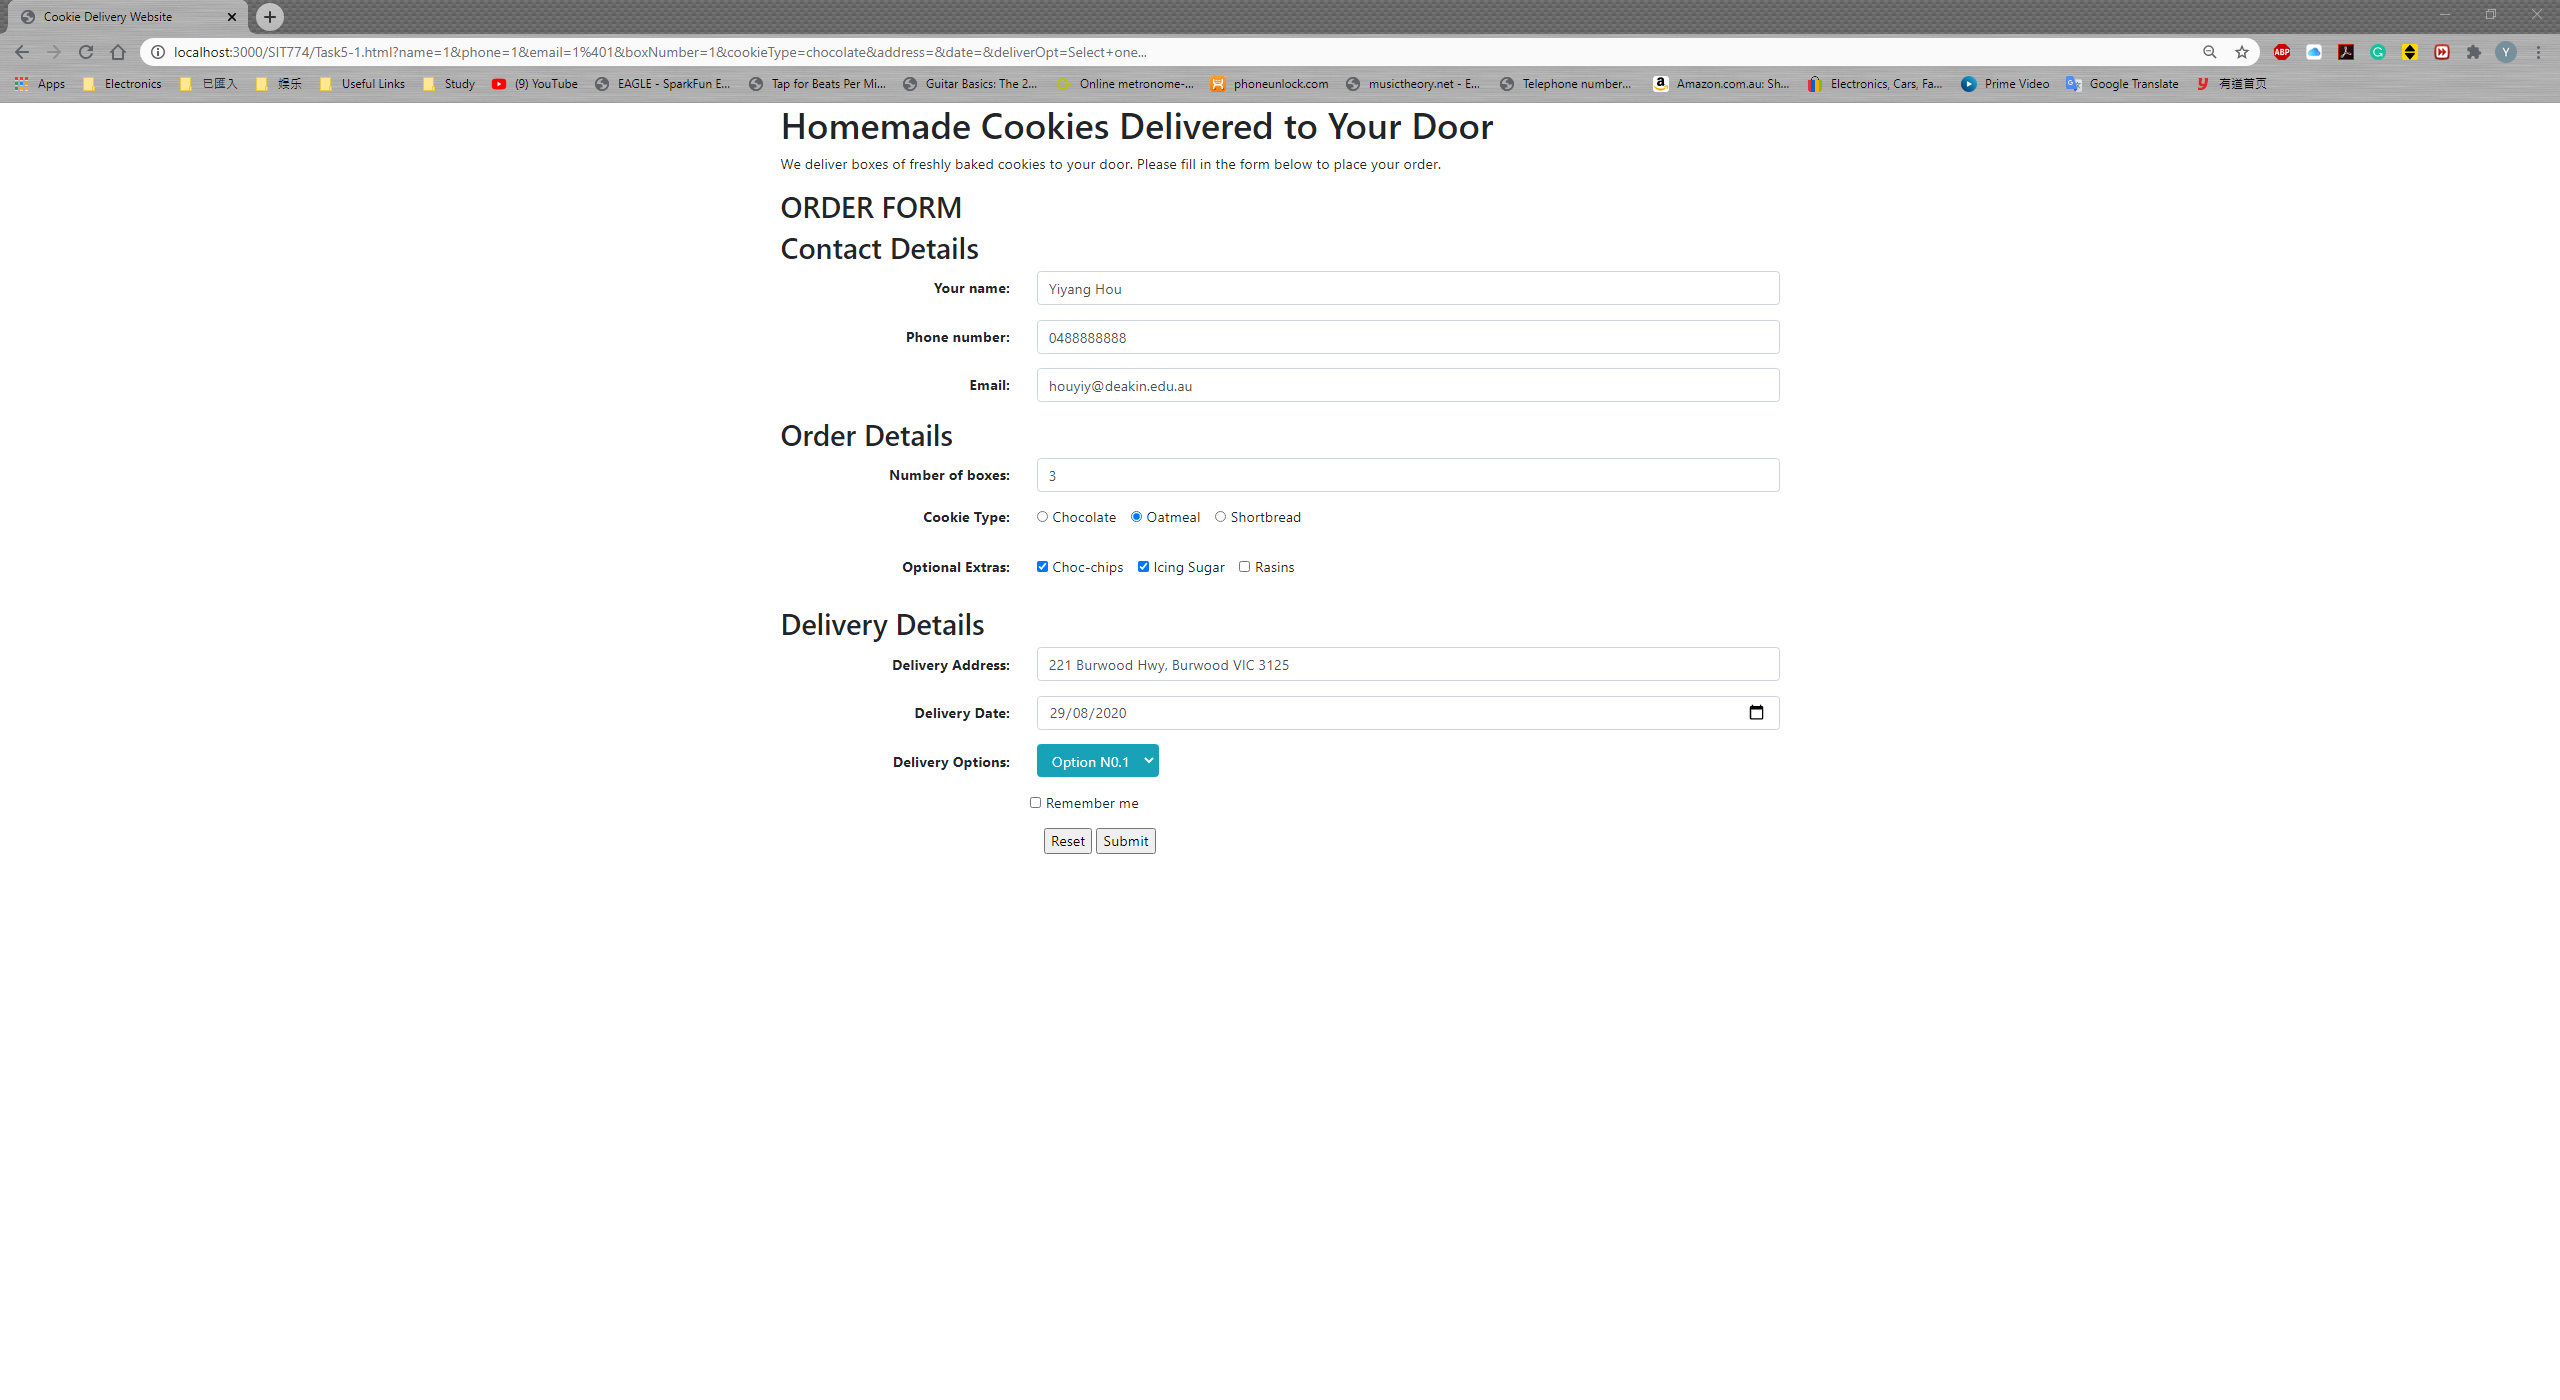 Cookie Delivery Website
localhost:3000/SIT774/Task5-1.html?name=1&phone=1&email=1%401&boxNumber=1&cookieType=chocolate&address=&date=&deliverOpt=Select+one...
ABP
Y
Apps Electronics 已匯入 娱乐 Useful Links Study (9) YouTube EAGLE - SparkFun E... Tap for Beats Per Mi... Guitar Basics: The 2... Online metronome-... phoneunlock.com musictheory.net - E... Telephone number... Amazon.com.au: Sh... Electronics, Cars, Fa... Prime Video Google Translate 有道首页
Homemade Cookies Delivered to Your Door
We deliver boxes of freshly baked cookies to your door. Please fill in the form below to place your order.
ORDER FORM
Contact Details
Your name: Yiyang Hou
Phone number: 0488888888
Email: houyiy@deakin.edu.au
Order Details
Number of boxes: 3
Cookie Type: Chocolate Oatmeal Shortbread
Optional Extras: Choc-chips Icing Sugar Rasins
Delivery Details
Delivery Address: 221 Burwood Hwy, Burwood VIC 3125
Delivery Date: 29/08/2020
Delivery Options: Option N0.1
Remember me
Reset Submit